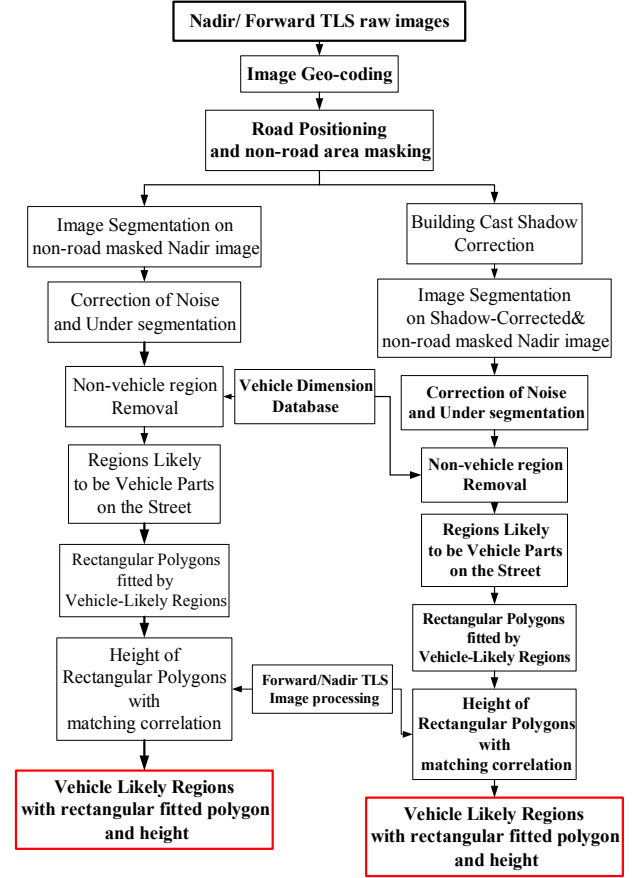 Nadir/ Forward TLS raw images
Image Geo-coding
Road Positioning
and non-road area masking
Image Segmentation on
non-road masked Nadir image
Correction of Noise
and Under segmentation
Non-vehicle region
Removal
Regions Likely
to be Vehicle Parts
on the Street
Rectangular Polygons
fitted by
Vehicle-Likely Regions
Height of
Rectangular Polygons
with
matching correlation
Vehicle Likely Regions
with rectangular fitted polygon
and height
Vehicle Dimension
Database
Forward/Nadir TLS
Image processing
Building Cast Shadow
Correction
Image Segmentation
on Shadow-Corrected&
non-road masked Nadir image
Correction of Noise
and Under segmentation
Non-vehicle region
Removal
Regions Likely
to be Vehicle Parts
on the Street
Rectangular Polygons
fitted by
Vehicle-Likely Regions
Height of
Rectangular Polygons
with
matching correlation
Vehicle Likely Regions
with rectangular fitted polygon
and height